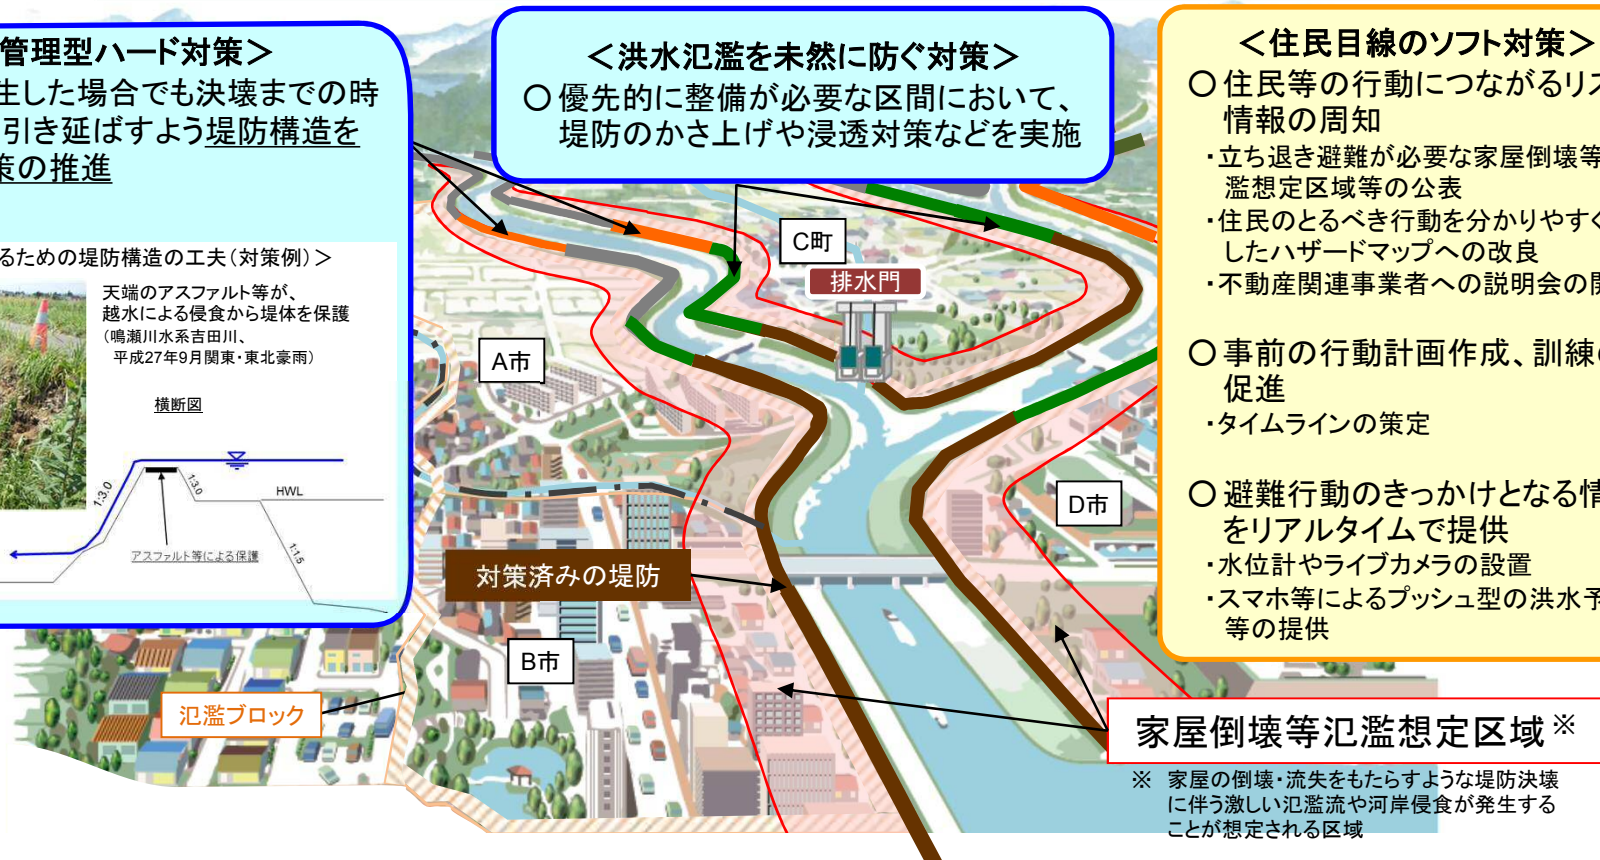 管理型ハード対策＞
生した場合でも決壊までの時
引き延ばすよう堤防構造を
策の推進
るための堤防構造の工夫（対策例）＞
天端のアスファルト等が、
越水による侵食から堤体を保護
（鳴瀬川水系吉田川、
平成27年9月関東・東北豪雨）
横断図
1:3.0
1:3.0
HWL
1:1.5
アスファルト等による保護
＜洪水氾濫を未然に防ぐ対策＞
○優先的に整備が必要な区間において、
堤防のかさ上げや浸透対策などを実施
＜住民目線のソフト対策＞
○住民等の行動につながるリス
情報の周知
・立ち退き避難が必要な家屋倒壊等
濫想定区域等の公表
・住民のとるべき行動を分かりやすく
したハザードマップへの改良
・不動産関連事業者への説明会の開
○事前の行動計画作成、訓練の
促進
・タイムラインの策定
○避難行動のきっかけとなる情
をリアルタイムで提供
・水位計やライブカメラの設置
・スマホ等によるプッシュ型の洪水予
等の提供
C町
排水門
A市
D市
対策済みの堤防
B市
氾濫ブロック
家屋倒壊等氾濫想定区域※
※ 家屋の倒壊・流失をもたらすような堤防決壊
に伴う激しい氾濫流や河岸侵食が発生する
ことが想定される区域